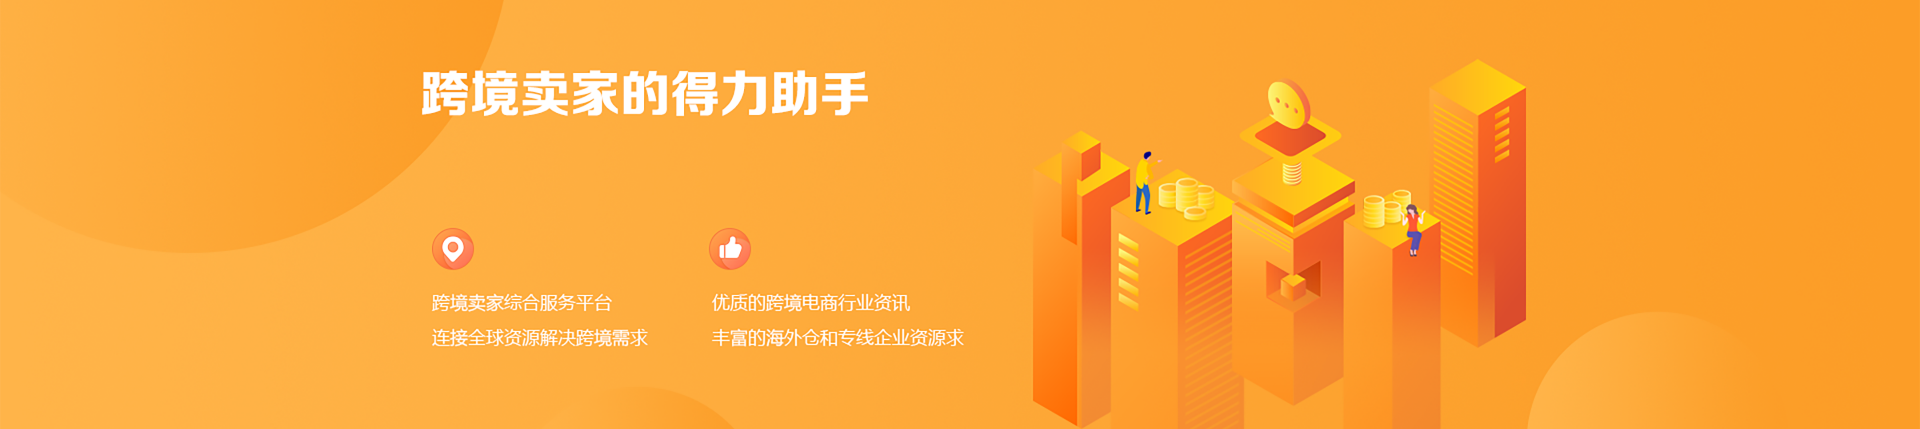 跨境卖家的得力助手
跨境卖家综合服务平台
连接全球资源解决跨境需求
优质的跨境电商行业资讯
丰富的海外仓和专线企业资源求